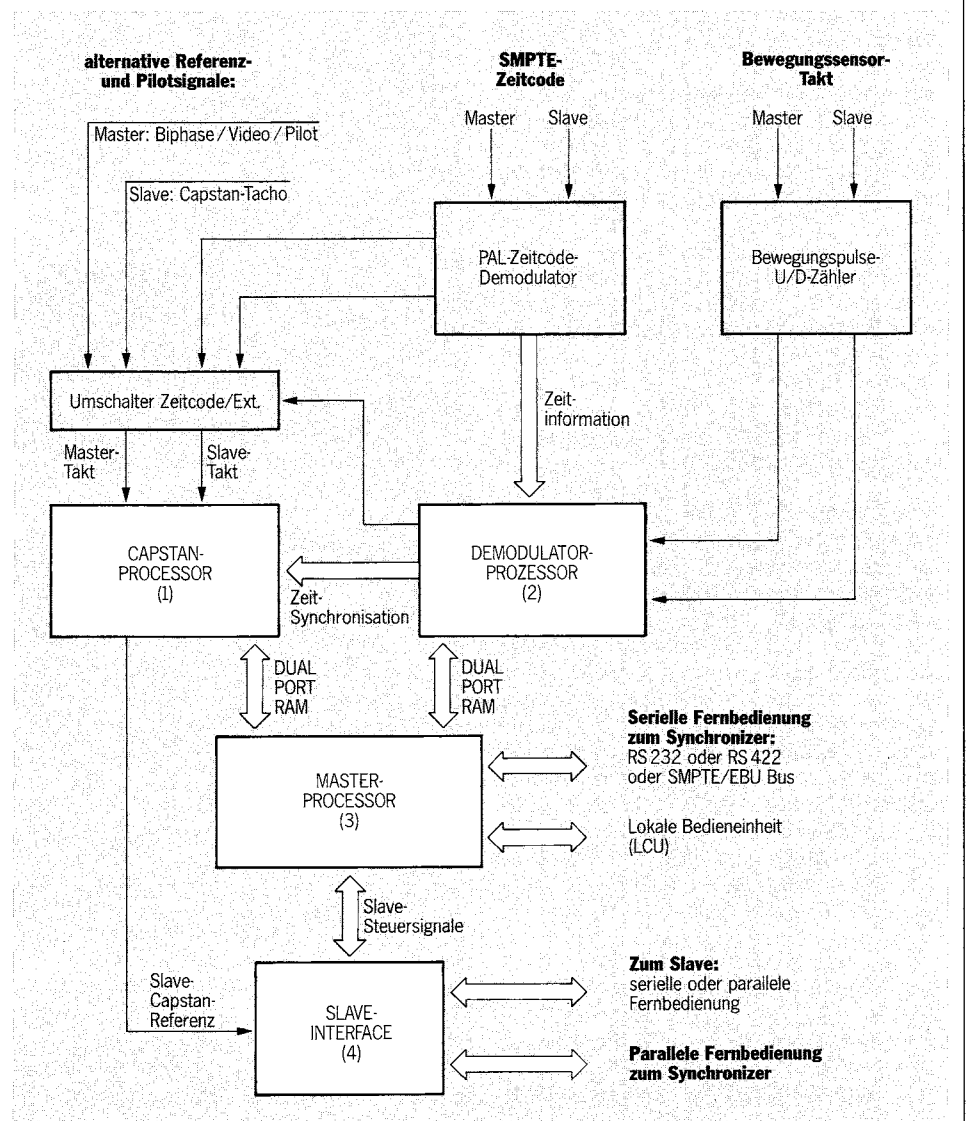 alternative Referenz-
und Pilotsignale:
SMPTE-
Zeitcode
Bewegungssensor-
Takt
Master: Biphase / Video / Pilot
Slave: Capstan-Tacho
Master
Slave
Master
Slave
PAL-Zeitcode-
Demodulator
Bewegungspulse-
U/D-Zähler
Umschalter Zeitcode/Ext.
Zeit-
information
Master-
Takt
Slave-
Takt
CAPSTAN-
PROCESSOR
(1)
DEMODULATOR-
PROZESSOR
(2)
Zeit-
Synchronisation
DUAL
PORT
RAM
DUAL
PORT
RAM
MASTER-
PROCESSOR
(3)
Serielle Fernbedienung
zum Synchronizer:
RS 232 oder RS 422
oder SMPTE/EBU Bus
Lokale Bedieneinheit
(LCU)
Slave-
Steuersignale
Slave-
Capstan-
Referenz
SLAVE-
INTERFACE
(4)
Zum Slave:
serielle oder parallele
Fernbedienung
Parallele Fernbedienung
zum Synchronizer